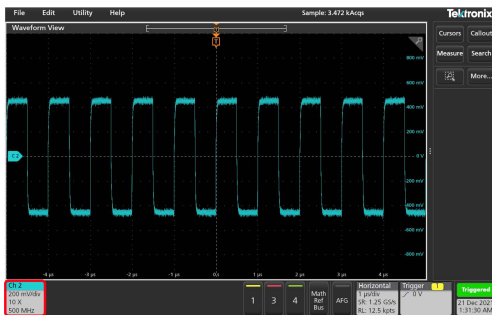 File Edit Utility Help Sample: 3.472 kAcqs Tektronix
Waveform View
Cursors Callout
Measure Search
More...
800 mV
400 mV
200 mV
C2 0 V
-200 mV
-400 mV
-600 mV
-800 mV
-4 µs -3 µs -2 µs -1 µs 0 s 1 µs 2 µs 3 µs 4 µs
Ch 2
200 mV/div
10 X
500 MHz
1 3 4
Math
Ref
Bus
AFG
Horizontal
1 µs/div
SR: 1.25 GS/s
RL: 12.5 kpts
Trigger 1
0 V
Triggered
21 Dec 2021
1:31:30 AM